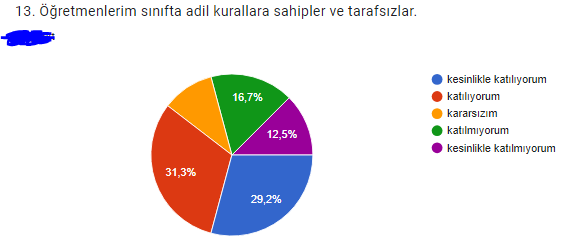 13. Öğretmenlerim sınıfta adil kurallara sahipler ve tarafsızlar.
16,7%
12,5%
31,3%
29,2%
kesinlikle katılıyorum
katılıyorum
kararsızım
katılmıyorum
kesinlikle katılmıyorum